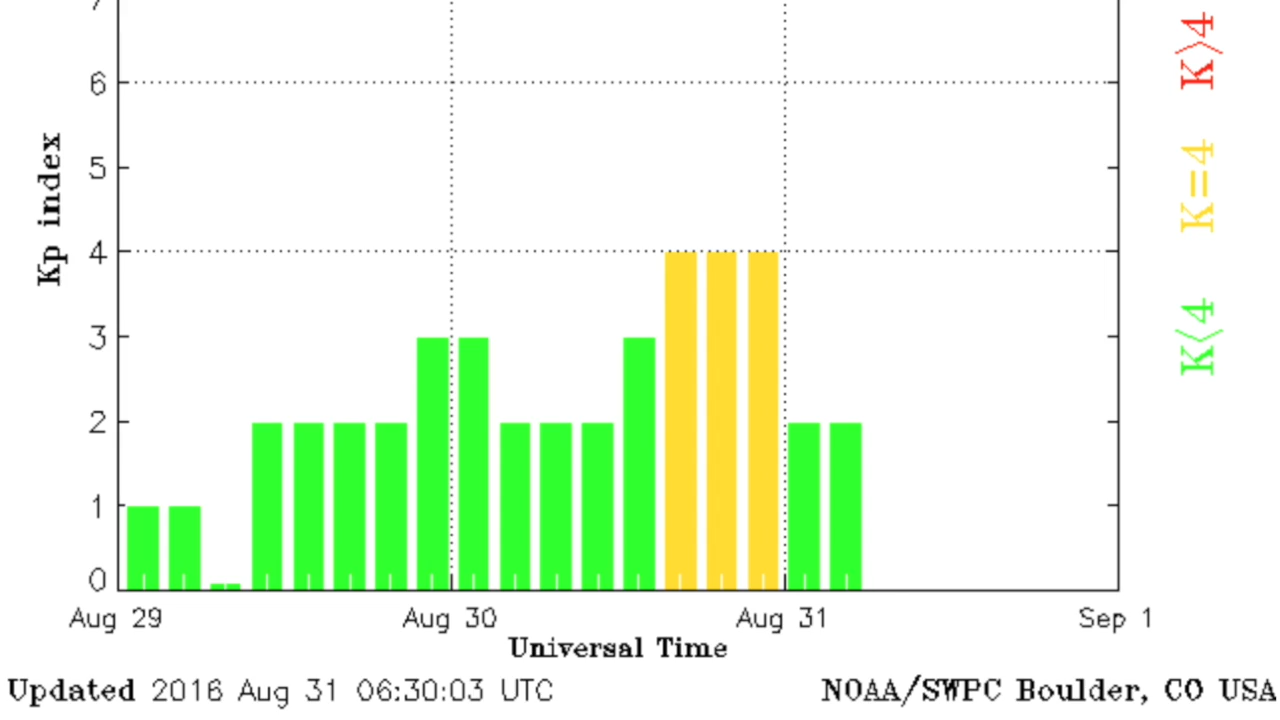 7
6
5
4
3
2
1
0
Kp index
Aug 29
Aug 30
Aug 31
Sep 1
Universal Time
Updated 2016 Aug 31 06:30:03 UTC
NOAA/SWPC Boulder, CO USA
K<4
K=4
K>4